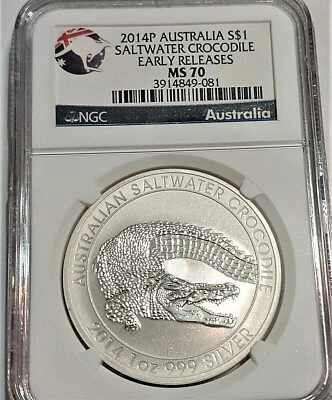 2014P AUSTRALIA S$1
SALTWATER CROCODILE
EARLY RELEASES
MS 70
3914849-081
NGC
Australia
AUSTRALIAN SALTWATER CROCODILE
P
2014 1oz 999 SILVER